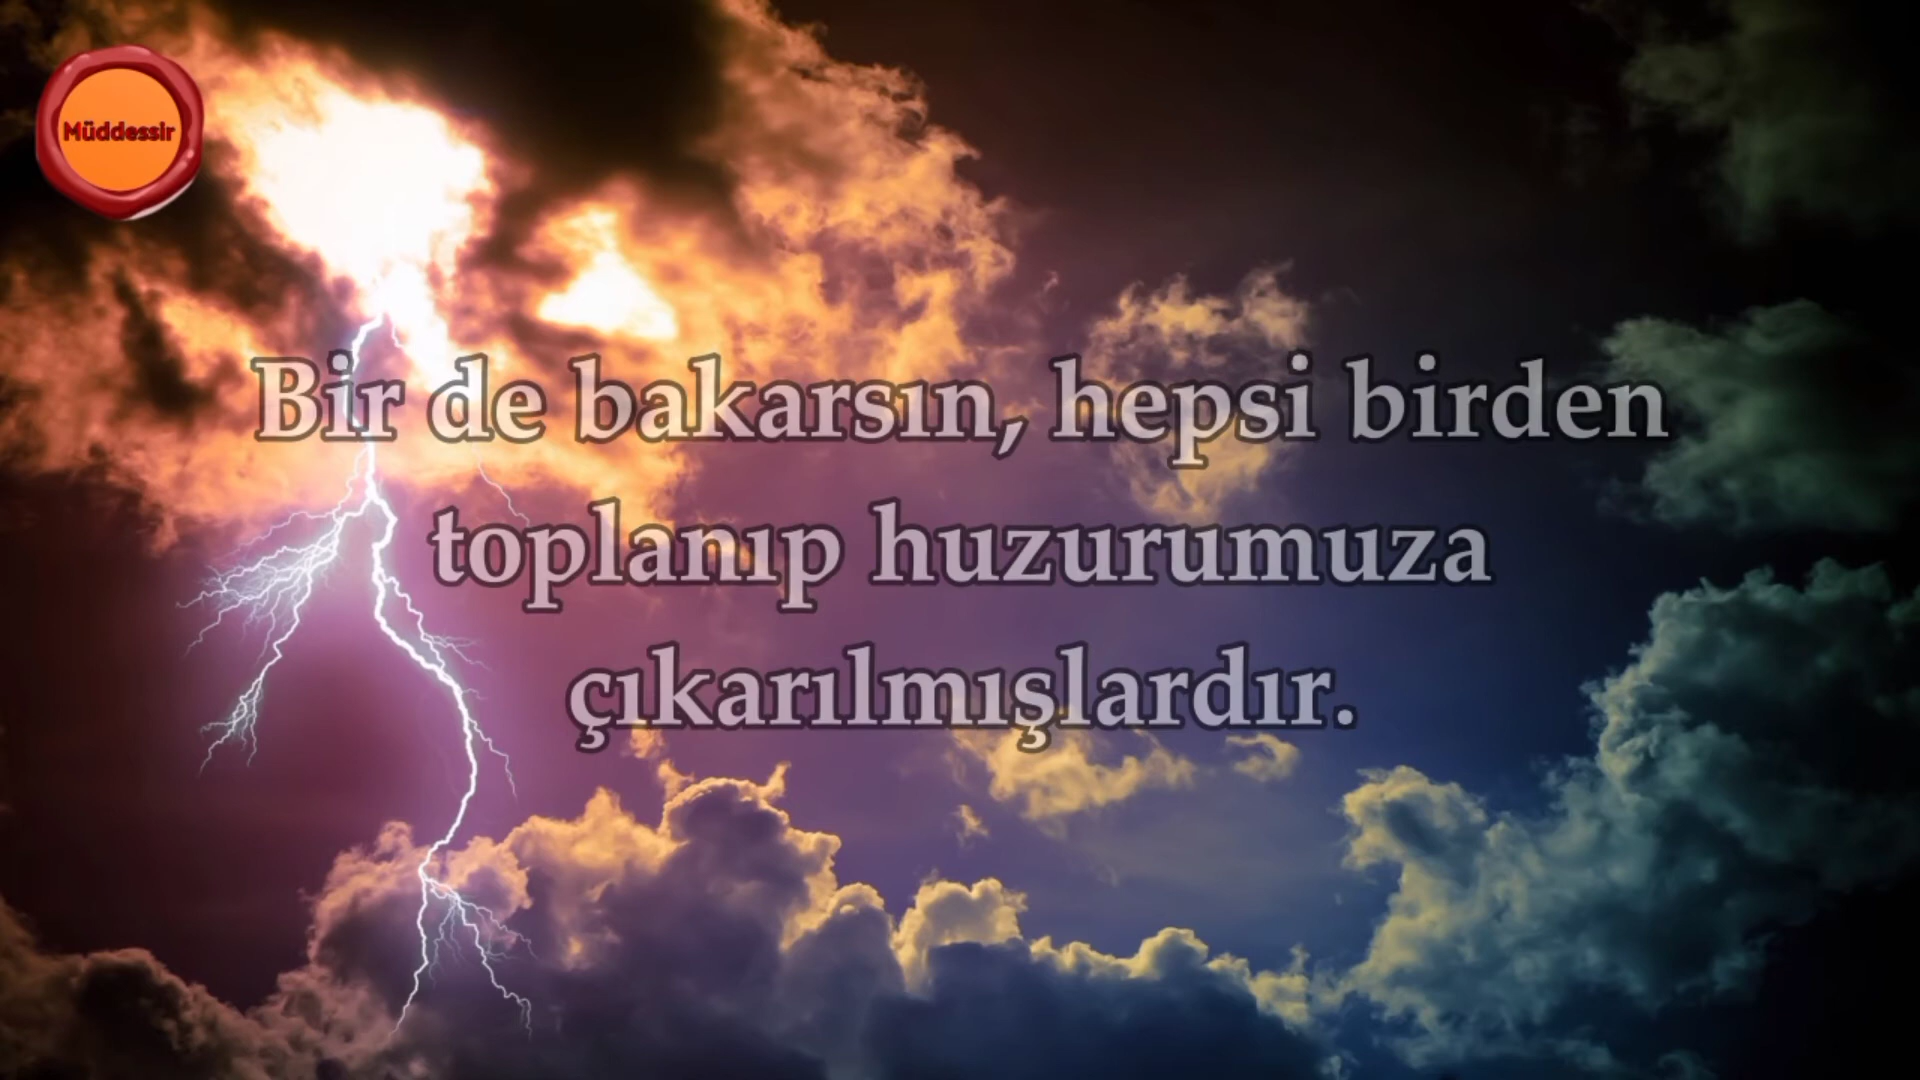 Müddessir
Bir de bakarsın, hepsi birden
toplanıp huzurumuza
çıkarılmışlardır.